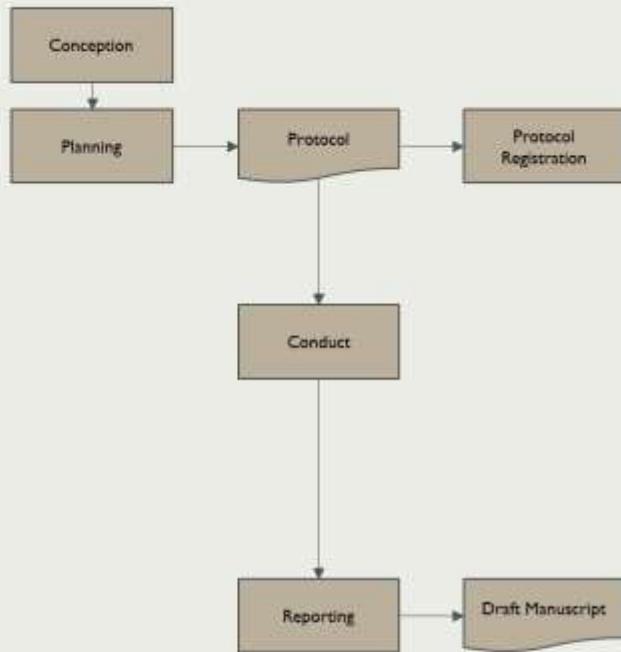 Conception
Planning
Protocol
Protocol
Registration
Conduct
Reporting
Draft Manuscript